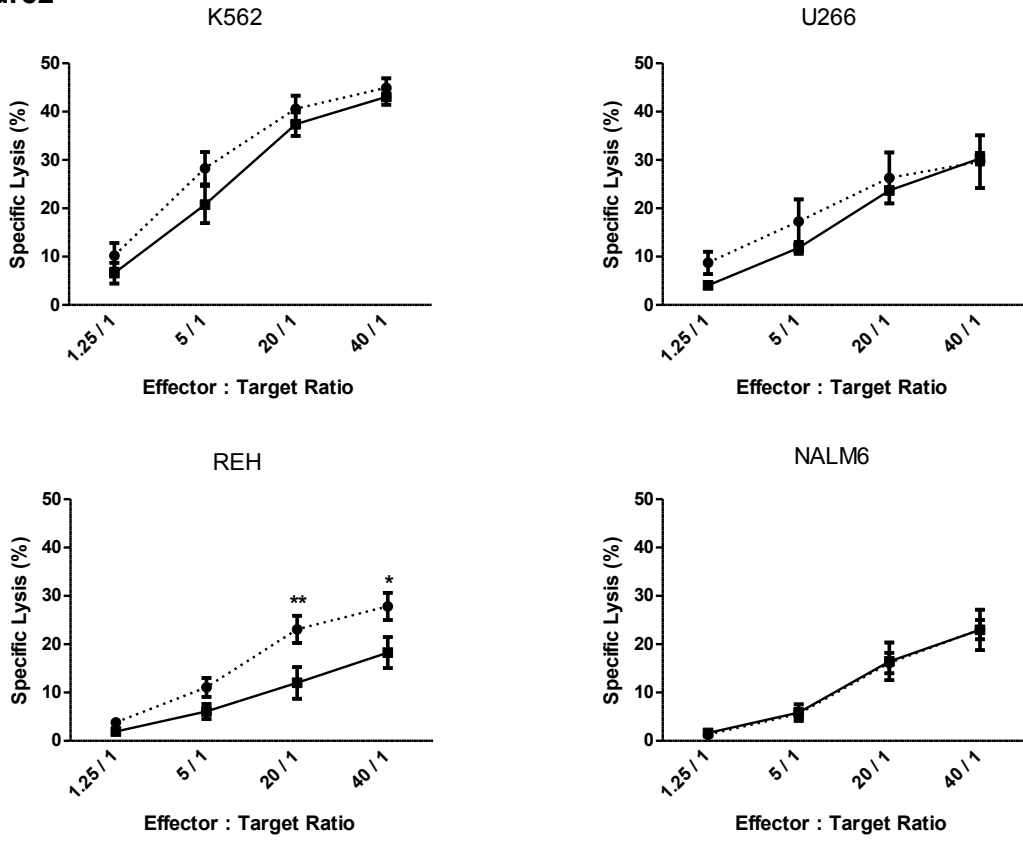 K562
50
40
30
20
10
0
Specific Lysis (%)
1.25 / 1
5 / 1
20 / 1
40 / 1
Effector : Target Ratio
U266
50
40
30
20
10
0
Specific Lysis (%)
1.25 / 1
5 / 1
20 / 1
40 / 1
Effector : Target Ratio
REH
50
40
30
20
10
0
Specific Lysis (%)
**
*
1.25 / 1
5 / 1
20 / 1
40 / 1
Effector : Target Ratio
NALM6
50
40
30
20
10
0
Specific Lysis (%)
1.25 / 1
5 / 1
20 / 1
40 / 1
Effector : Target Ratio